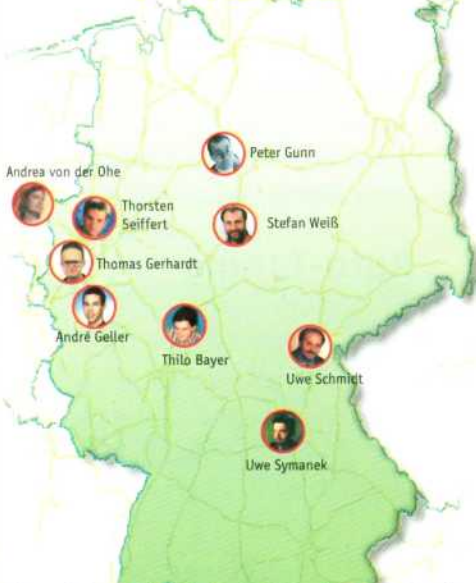 Peter Gunn
Andrea von der Ohe
Thorsten
Seiffert
Stefan Weiß
Thomas Gerhardt
André Geller
Thilo Bayer
Uwe Schmidt
Uwe Symanek